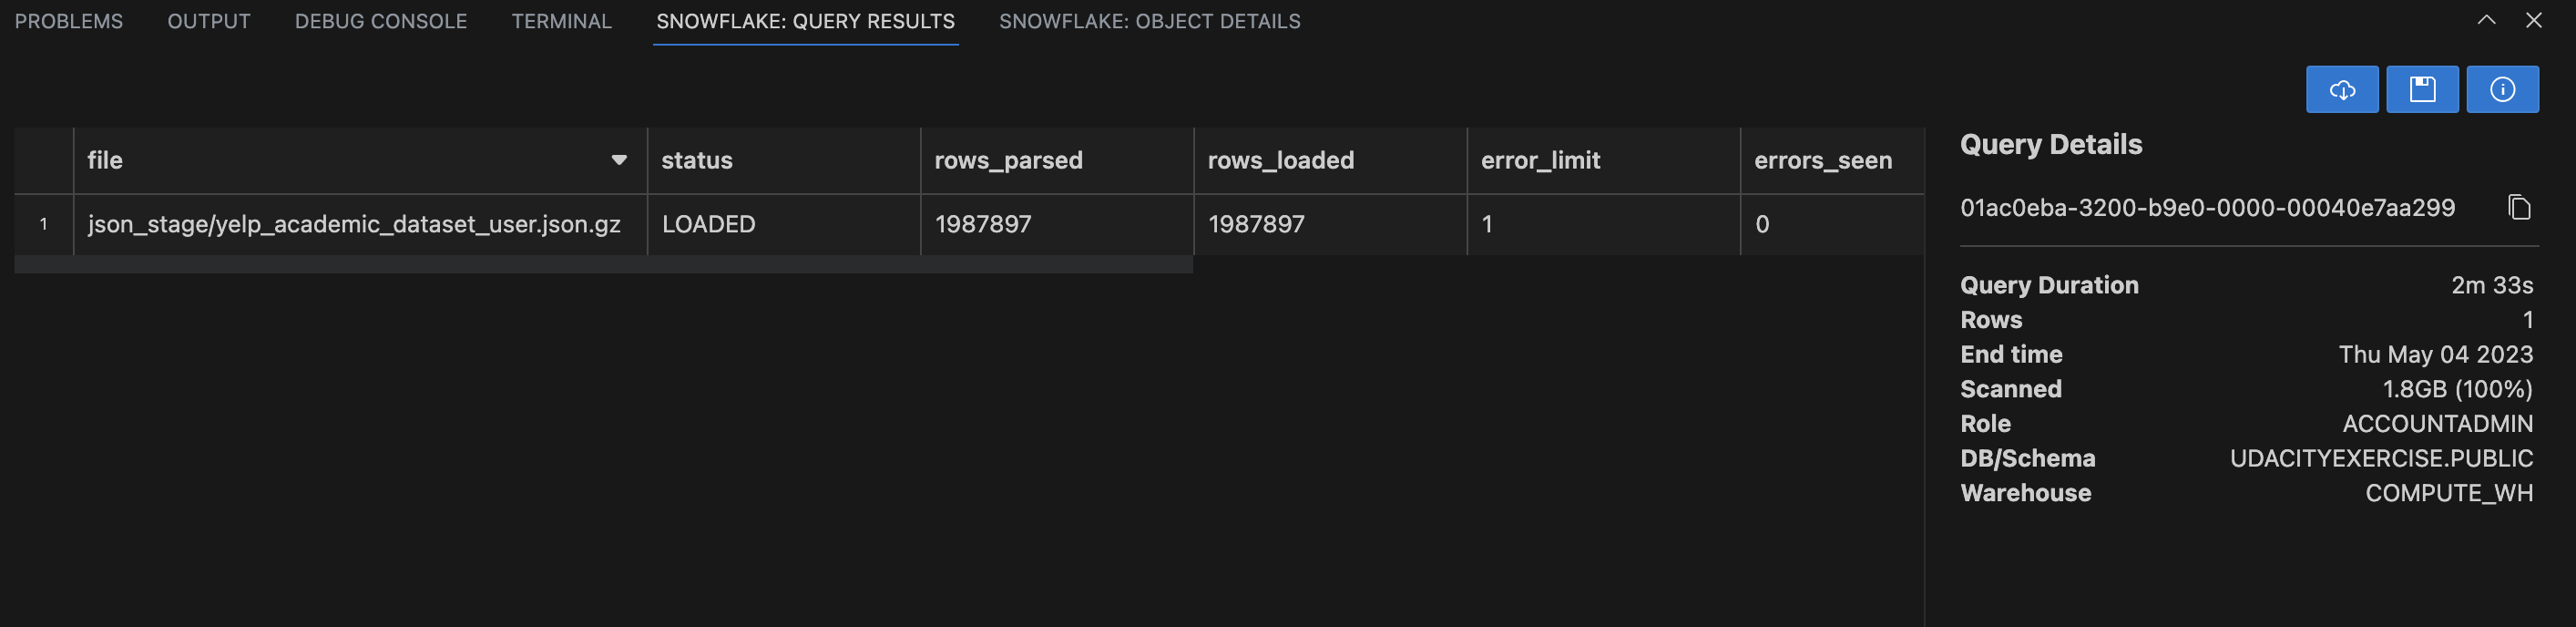 PROBLEMS OUTPUT DEBUG CONSOLE TERMINAL SNOWFLAKE: QUERY RESULTS SNOWFLAKE: OBJECT DETAILS
file status rows_parsed rows_loaded error_limit errors_seen
1 json_stage/yelp_academic_dataset_user.json.gz LOADED 1987897 1987897 1 0
Query Details
01ac0eba-3200-b9e0-0000-00040e7aa299
Query Duration 2m 33s
Rows 1
End time Thu May 04 2023
Scanned 1.8GB (100%)
Role ACCOUNTADMIN
DB/Schema UDACITYEXERCISE.PUBLIC
Warehouse COMPUTE_WH